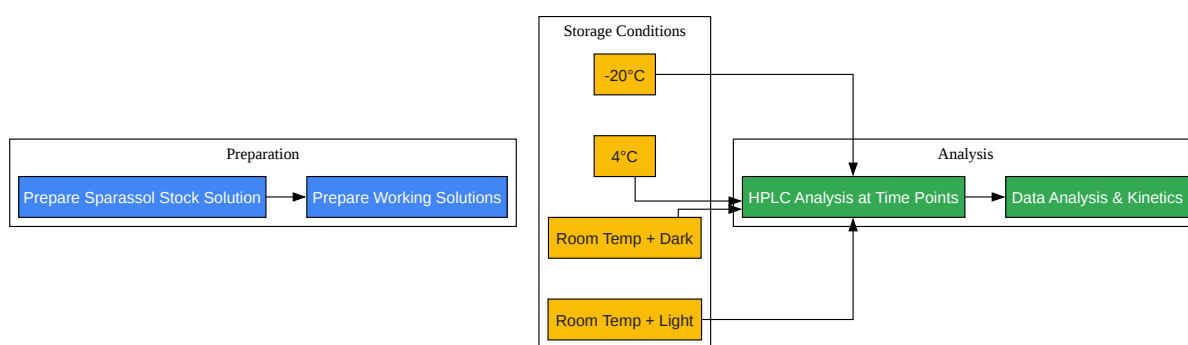 Preparation
Prepare Sparassol Stock Solution
Prepare Working Solutions
Storage Conditions
-20°C
4°C
Room Temp + Dark
Room Temp + Light
Analysis
HPLC Analysis at Time Points
Data Analysis & Kinetics